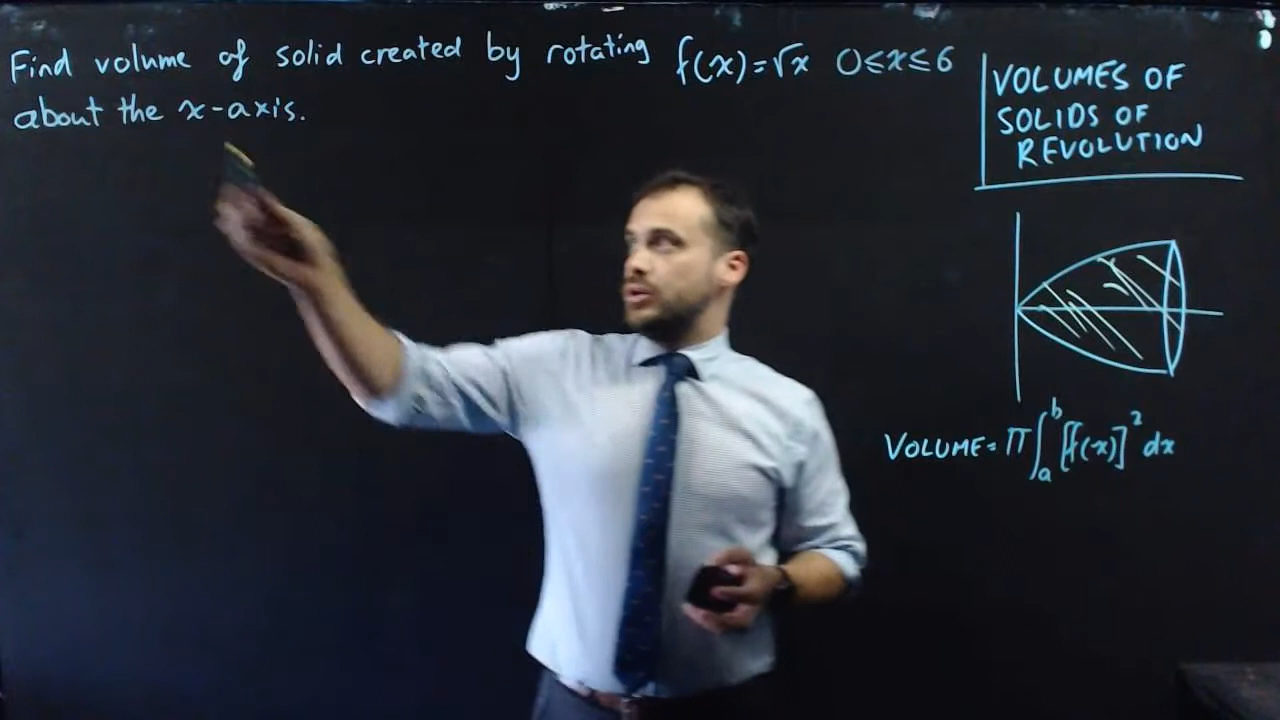 Find volume of solid created by rotating f(x)=√x 0≤x≤6
about the x-axis.
VOLUMES OF
SOLIDS OF
REVOLUTION
VOLUME = π∫ₐᵇ[f(x)]² dx